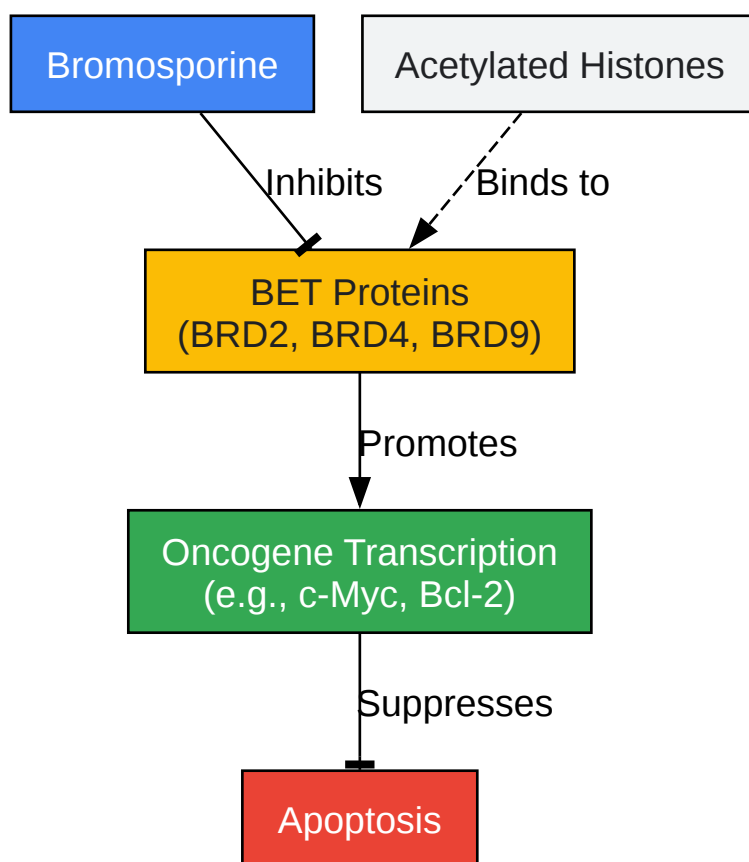 Bromosporine
Acetylated Histones
Inhibits
Binds to
BET Proteins
(BRD2, BRD4, BRD9)
Promotes
Oncogene Transcription
(e.g., c-Myc, Bcl-2)
Suppresses
Apoptosis